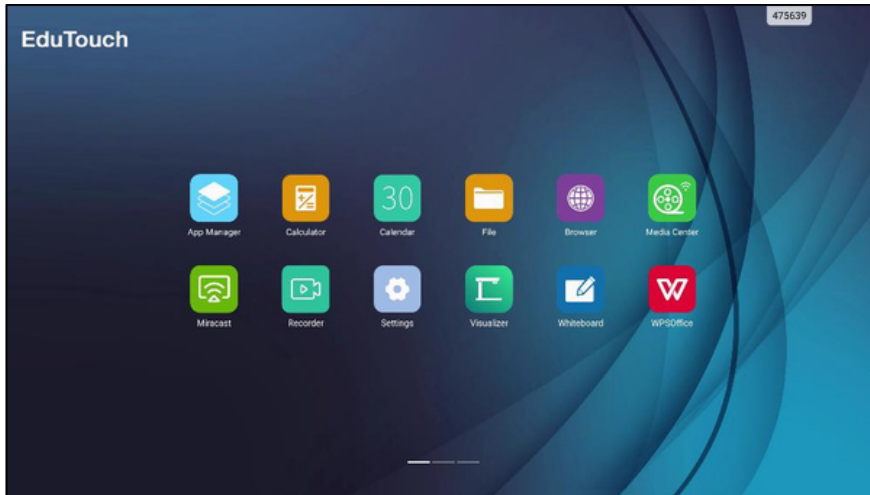 475639
EduTouch
30
App Manager Calculator Calendar File Browser Media Center
Miracast Recorder Settings Visualizer Whiteboard WPSOffice